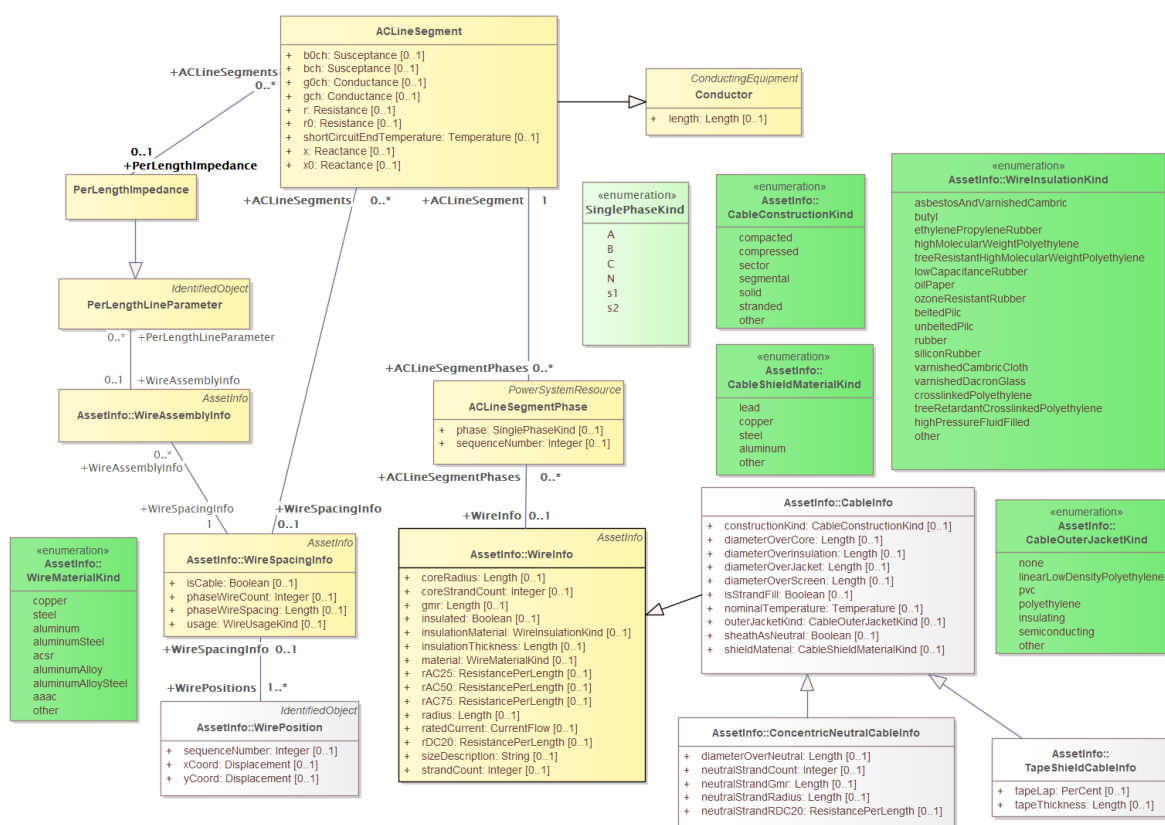 ACLineSegment
+ b0ch: Susceptance [0..1]
+ bch: Susceptance [0..1]
+ g0ch: Conductance [0..1]
+ gch: Conductance [0..1]
+ r: Resistance [0..1]
+ r0: Resistance [0..1]
+ shortCircuitEndTemperature: Temperature [0..1]
+ x: Reactance [0..1]
+ x0: Reactance [0..1]
+ACLineSegments
0..*
ConductingEquipment
Conductor
+ length: Length [0..1]
0..1
+PerLengthImpedance
PerLengthImpedance
+ACLineSegments 0..*
+ACLineSegment 1
«enumeration»
SinglePhaseKind
A
B
C
N
s1
s2
«enumeration»
AssetInfo::
CableConstructionKind
compacted
compressed
sector
segmental
solid
stranded
other
«enumeration»
AssetInfo::WireInsulationKind
asbestosAndVarnishedCambric
butyl
ethylenePropyleneRubber
highMolecularWeightPolyethylene
treeResistantHighMolecularWeightPolyethylene
lowCapacitanceRubber
oilPaper
ozoneResistantRubber
beltedPilc
unbeltedPilc
rubber
siliconRubber
varnishedCambricCloth
varnishedDacronGlass
crosslinkedPolyethylene
treeRetardantCrosslinkedPolyethylene
highPressureFluidFilled
other
IdentifiedObject
PerLengthLineParameter
0..* +PerLengthLineParameter
0..1 +WireAssemblyInfo
AssetInfo
AssetInfo::WireAssemblyInfo
0..*
+WireAssemblyInfo
«enumeration»
AssetInfo::
CableShieldMaterialKind
lead
copper
steel
aluminum
other
+ACLineSegmentPhases 0..*
PowerSystemResource
ACLineSegmentPhase
+ phase: SinglePhaseKind [0..1]
+ sequenceNumber: Integer [0..1]
+ACLineSegmentPhases 0..*
+WireInfo 0..1
+WireSpacingInfo
1
+WireSpacingInfo
0..1
AssetInfo
AssetInfo::WireSpacingInfo
+ isCable: Boolean [0..1]
+ phaseWireCount: Integer [0..1]
+ phaseWireSpacing: Length [0..1]
+ usage: WireUsageKind [0..1]
+WireSpacingInfo 0..1
+WirePositions 1..*
IdentifiedObject
AssetInfo::WirePosition
+ sequenceNumber: Integer [0..1]
+ xCoord: Displacement [0..1]
+ yCoord: Displacement [0..1]
«enumeration»
AssetInfo::
WireMaterialKind
copper
steel
aluminum
aluminumSteel
acsr
aluminumAlloy
aluminumAlloySteel
aaac
other
AssetInfo
AssetInfo::WireInfo
+ coreRadius: Length [0..1]
+ coreStrandCount: Integer [0..1]
+ gmr: Length [0..1]
+ insulated: Boolean [0..1]
+ insulationMaterial: WireInsulationKind [0..1]
+ insulationThickness: Length [0..1]
+ material: WireMaterialKind [0..1]
+ rAC25: ResistancePerLength [0..1]
+ rAC50: ResistancePerLength [0..1]
+ rAC75: ResistancePerLength [0..1]
+ radius: Length [0..1]
+ ratedCurrent: CurrentFlow [0..1]
+ rDC20: ResistancePerLength [0..1]
+ sizeDescription: String [0..1]
+ strandCount: Integer [0..1]
AssetInfo::CableInfo
+ constructionKind: CableConstructionKind [0..1]
+ diameterOverCore: Length [0..1]
+ diameterOverInsulation: Length [0..1]
+ diameterOverJacket: Length [0..1]
+ diameterOverScreen: Length [0..1]
+ isStrandFill: Boolean [0..1]
+ nominalTemperature: Temperature [0..1]
+ outerJacketKind: CableOuterJacketKind [0..1]
+ sheathAsNeutral: Boolean [0..1]
+ shieldMaterial: CableShieldMaterialKind [0..1]
«enumeration»
AssetInfo::
CableOuterJacketKind
none
linearLowDensityPolyethylene
pvc
polyethylene
insulating
semiconducting
other
AssetInfo::ConcentricNeutralCableInfo
+ diameterOverNeutral: Length [0..1]
+ neutralStrandCount: Integer [0..1]
+ neutralStrandGmr: Length [0..1]
+ neutralStrandRadius: Length [0..1]
+ neutralStrandRDC20: ResistancePerLength [0..1]
AssetInfo::
TapeShieldCableInfo
+ tapeLap: PerCent [0..1]
+ tapeThickness: Length [0..1]